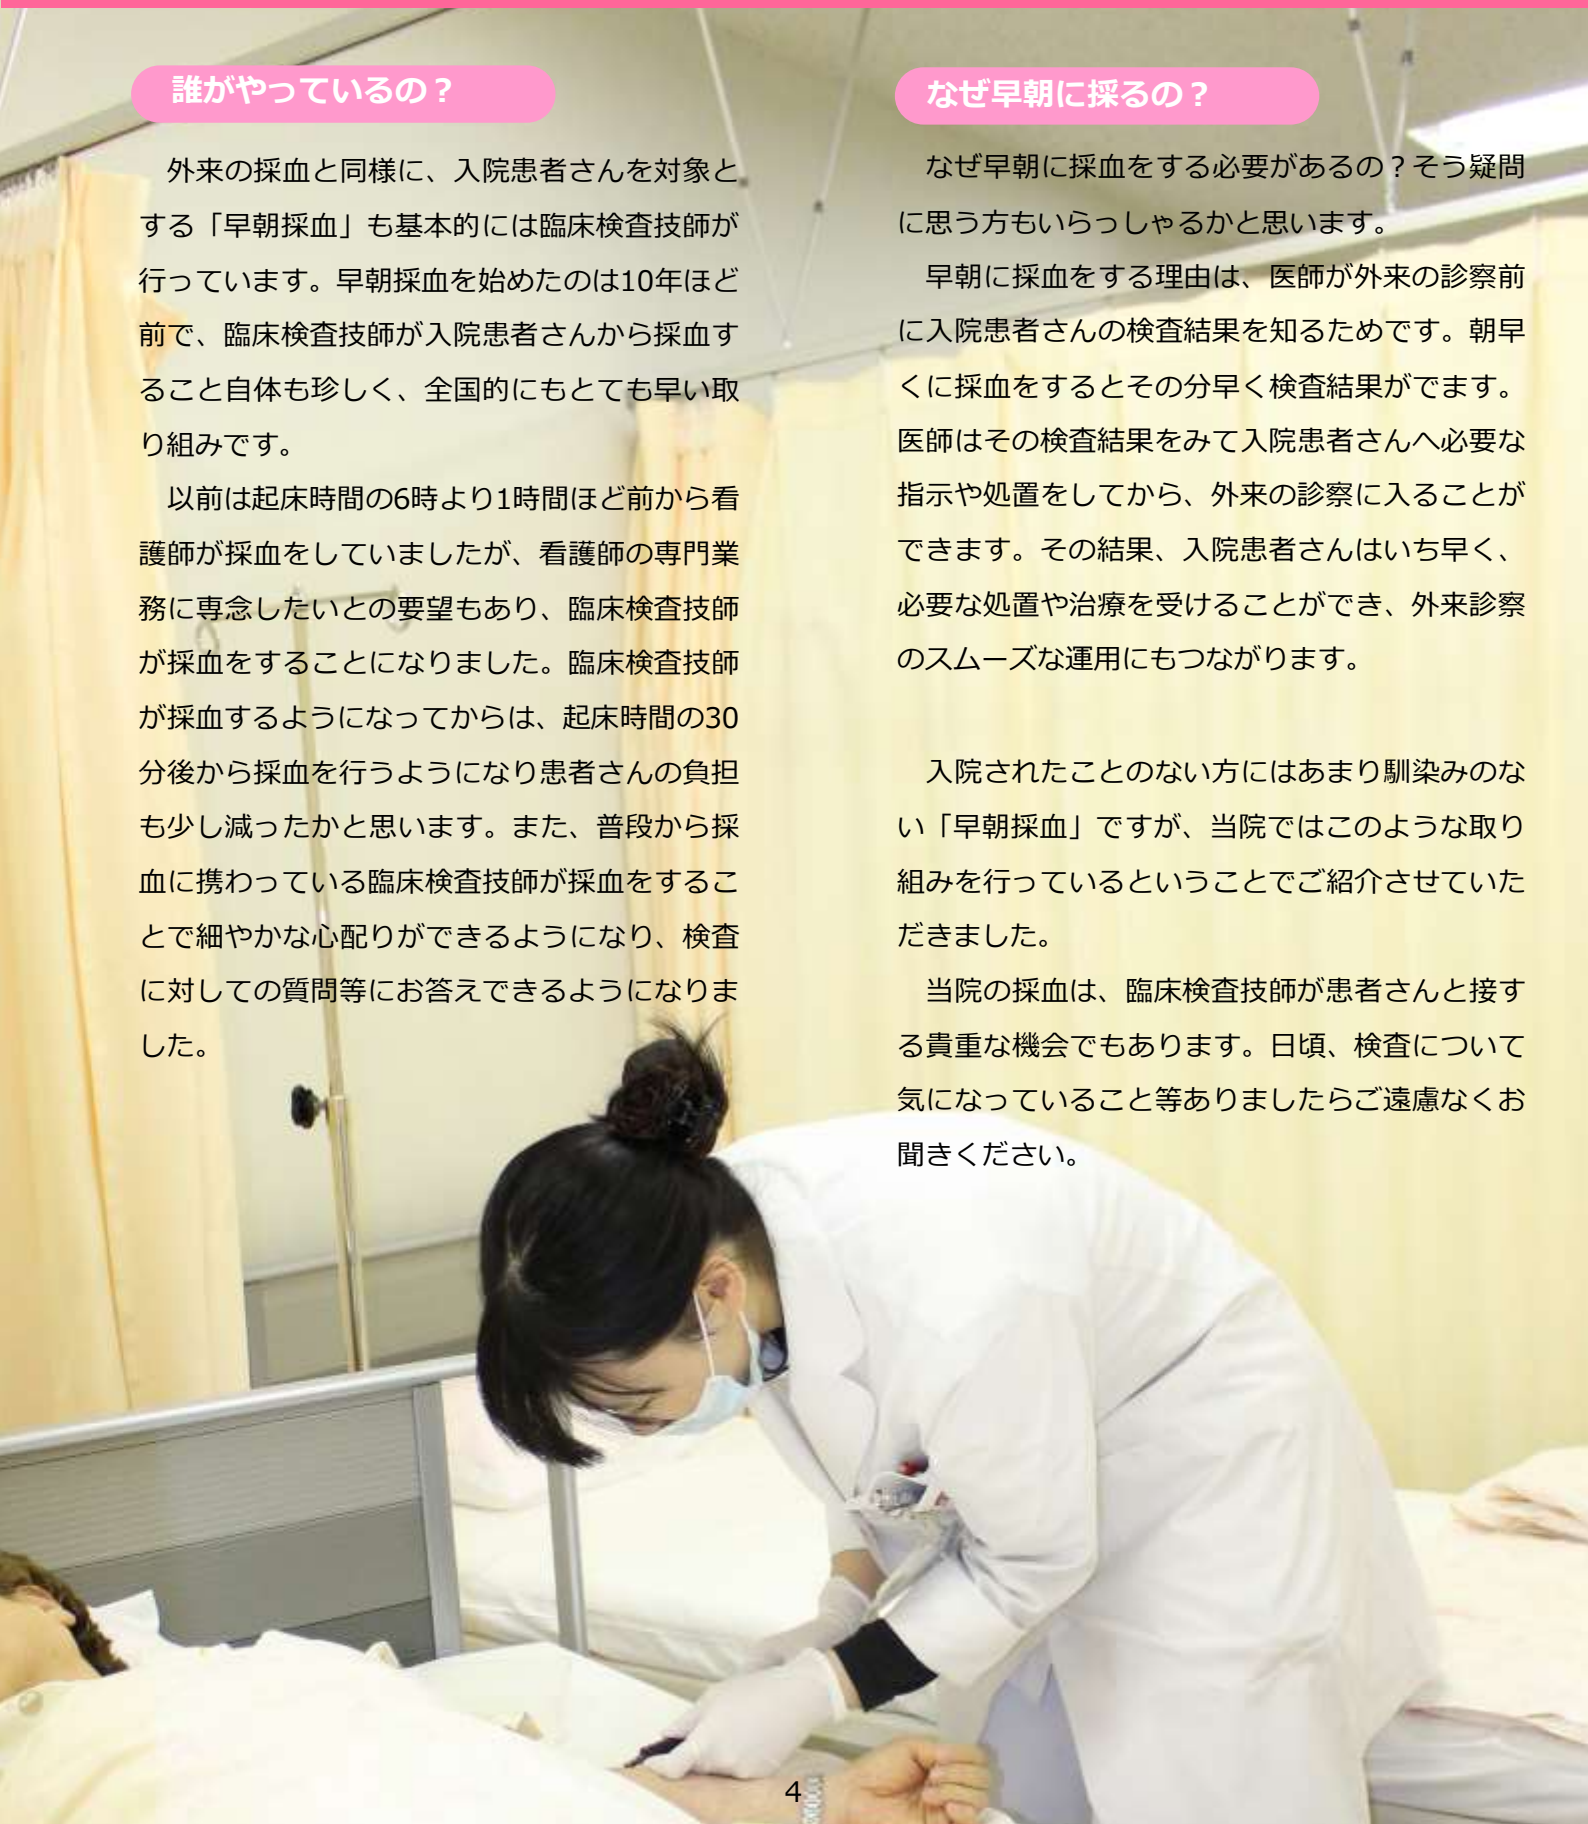 誰がやっているの？
　外来の採血と同様に、入院患者さんを対象と
する「早朝採血」も基本的には臨床検査技師が
行っています。早朝採血を始めたのは10年ほど
前で、臨床検査技師が入院患者さんから採血す
ること自体も珍しく、全国的にもとても早い取
り組みです。
　以前は起床時間の6時より1時間ほど前から看
護師が採血をしていましたが、看護師の専門業
務に専念したいとの要望もあり、臨床検査技師
が採血をすることになりました。臨床検査技師
が採血するようになってからは、起床時間の30
分後から採血を行うようになり患者さんの負担
も少し減ったかと思います。また、普段から採
血に携わっている臨床検査技師が採血をするこ
とで細やかな心配りができるようになり、検査
に対しての質問等にお答えできるようになりま
した。
なぜ早朝に採るの？
　なぜ早朝に採血をする必要があるの？そう疑問
に思う方もいらっしゃるかと思います。
　早朝に採血をする理由は、医師が外来の診察前
に入院患者さんの検査結果を知るためです。朝早
くに採血をするとその分早く検査結果がでます。
医師はその検査結果をみて入院患者さんへ必要な
指示や処置をしてから、外来の診察に入ることが
できます。その結果、入院患者さんはいち早く、
必要な処置や治療を受けることができ、外来診察
のスムーズな運用にもつながります。
　入院されたことのない方にはあまり馴染みのな
い「早朝採血」ですが、当院ではこのような取り
組みを行っているということでご紹介させていた
だきました。
　当院の採血は、臨床検査技師が患者さんと接す
る貴重な機会でもあります。日頃、検査について
気になっていること等ありましたらご遠慮なくお
聞きください。
4